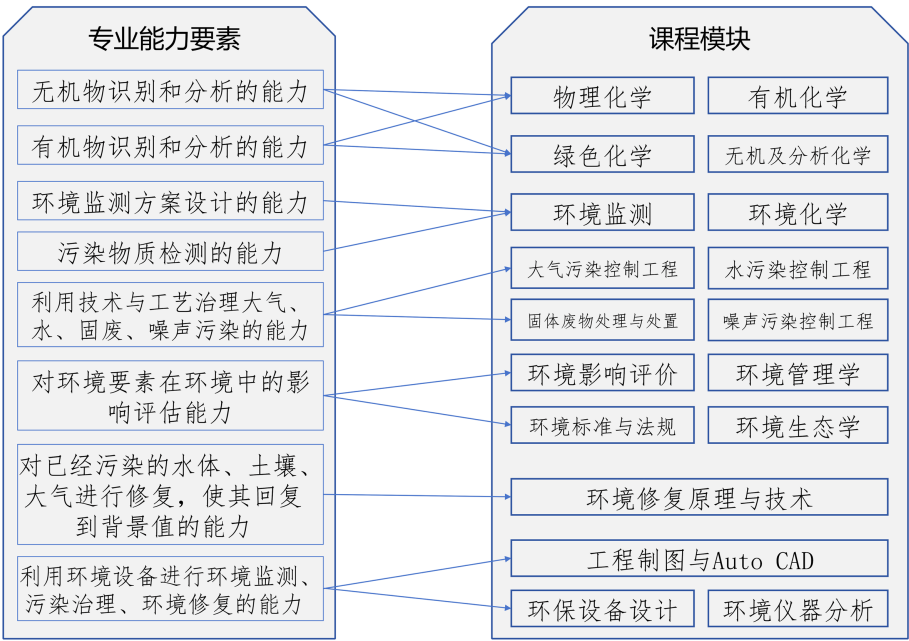 专业能力要素
无机物识别和分析的能力
有机物识别和分析的能力
环境监测方案设计的能力
污染物质检测的能力
利用技术与工艺治理大气、
水、固废、噪声污染的能力
对环境要素在环境中的影
响评估能力
对已经污染的水体、土壤、
大气进行修复，使其回复
到背景值的能力
利用环境设备进行环境监测、
污染治理、环境修复的能力
课程模块
物理化学
有机化学
绿色化学
无机及分析化学
环境监测
环境化学
大气污染控制工程
水污染控制工程
固体废物处理与处置
噪声污染控制工程
环境影响评价
环境管理学
环境标准与法规
环境生态学
环境修复原理与技术
工程制图与Auto CAD
环保设备设计
环境仪器分析